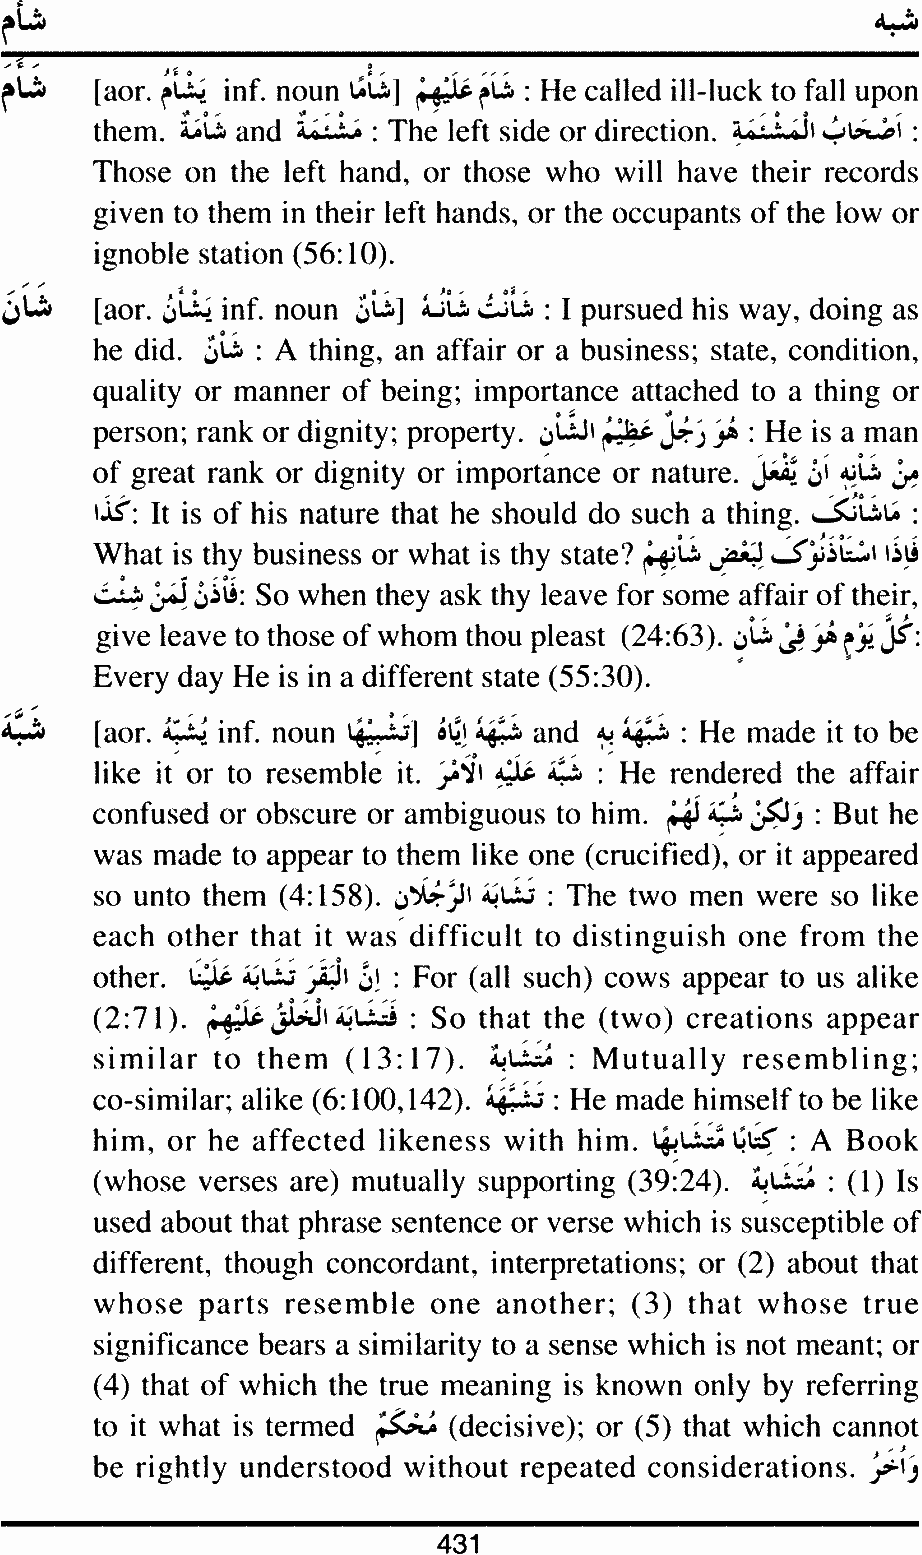 شأم شبه
شَأَمَ [aor. يَشْأَمُ inf. noun شَأْمًا] شَأَمَ عَلَيْهِمْ : He called ill-luck to fall upon
them. شَأْمَةٌ and مَشْئَمَةٌ : The left side or direction. اَصْحَابُ الْمَشْئَمَةِ :
Those on the left hand, or those who will have their records
given to them in their left hands, or the occupants of the low or
ignoble station (56:10).
شَاَنَ [aor. يَشْأَنُ inf. noun شَأْنٌ] شَأَنْتُ شَأْنَهُ : I pursued his way, doing as
he did. شَأْنٌ : A thing, an affair or a business; state, condition,
quality or manner of being; importance attached to a thing or
person; rank or dignity; property. هُوَ رَجُلٌ عَظِيْمُ الشَّأْنِ : He is a man
of great rank or dignity or importance or nature. مِنْ شَأْنِهِ اَنْ يَّفْعَلَ
كَذَا: It is of his nature that he should do such a thing. مَاشَأْنُكَ :
What is thy business or what is thy state? فَاِذَا اسْتَأْذَنُوْكَ لِبَعْضِ شَأْنِهِمْ
فَأْذَنْ لِّمَنْ شِئْتَ: So when they ask thy leave for some affair of their,
give leave to those of whom thou pleast (24:63). كُلَّ يَوْمٍ هُوَ فِىْ شَأْنٍ:
Every day He is in a different state (55:30).
شَبَّهَ [aor. يُشَبِّهُ inf. noun تَشْبِيْهًا] شَبَّهَهُ اِيَّاهُ and شَبَّهَهُ بِهِ : He made it to be
like it or to resemble it. شَبَّهَ عَلَيْهِ الْاَمْرَ : He rendered the affair
confused or obscure or ambiguous to him. وَلٰكِنْ شُبِّهَ لَهُمْ : But he
was made to appear to them like one (crucified), or it appeared
so unto them (4:158). تَشَابَهَ الرَّجُلَانِ : The two men were so like
each other that it was difficult to distinguish one from the
other. اِنَّ الْبَقَرَ تَشَابَهَ عَلَيْنَا : For (all such) cows appear to us alike
(2:71). فَتَشَابَهَ الْخَلْقُ عَلَيْهِمْ : So that the (two) creations appear
similar to them (13:17). مُتَشَابِهٌ : Mutually resembling;
co-similar; alike (6:100,142). تَشَبَّهَهُ : He made himself to be like
him, or he affected likeness with him. كِتَابًا مُّتَشَابِهًا : A Book
(whose verses are) mutually supporting (39:24). مُتَشَابِهٌ : (1) Is
used about that phrase sentence or verse which is susceptible of
different, though concordant, interpretations; or (2) about that
whose parts resemble one another; (3) that whose true
significance bears a similarity to a sense which is not meant; or
(4) that of which the true meaning is known only by referring
to it what is termed مُحْكَمٌ (decisive); or (5) that which cannot
be rightly understood without repeated considerations. وَاُخَرُ
431